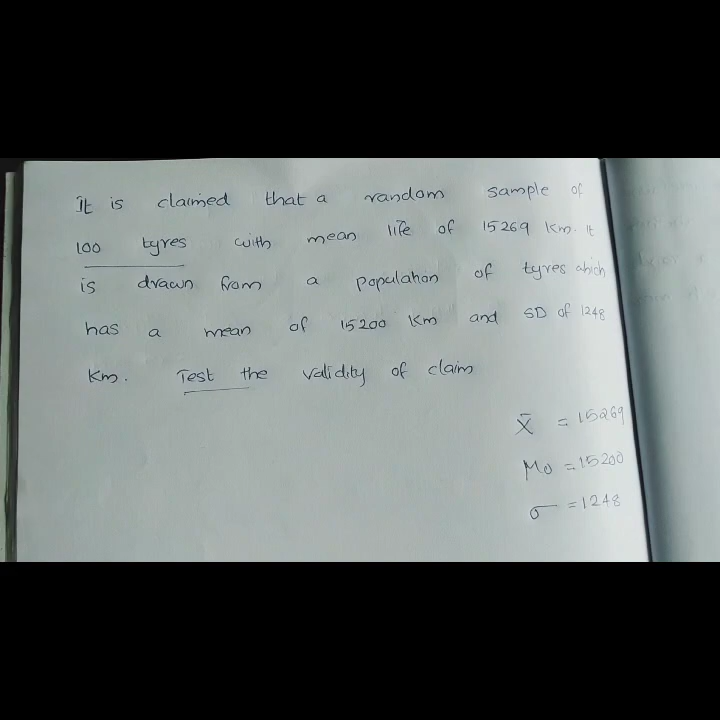 It is claimed that a random sample of
100 tyres with mean life of 15269 Km. It
is drawn from a population of tyres which
has a mean of 15200 Km and SD of 1248
Km. Test the validity of claim
X̄ = 15269
μ0 = 15200
σ = 1248